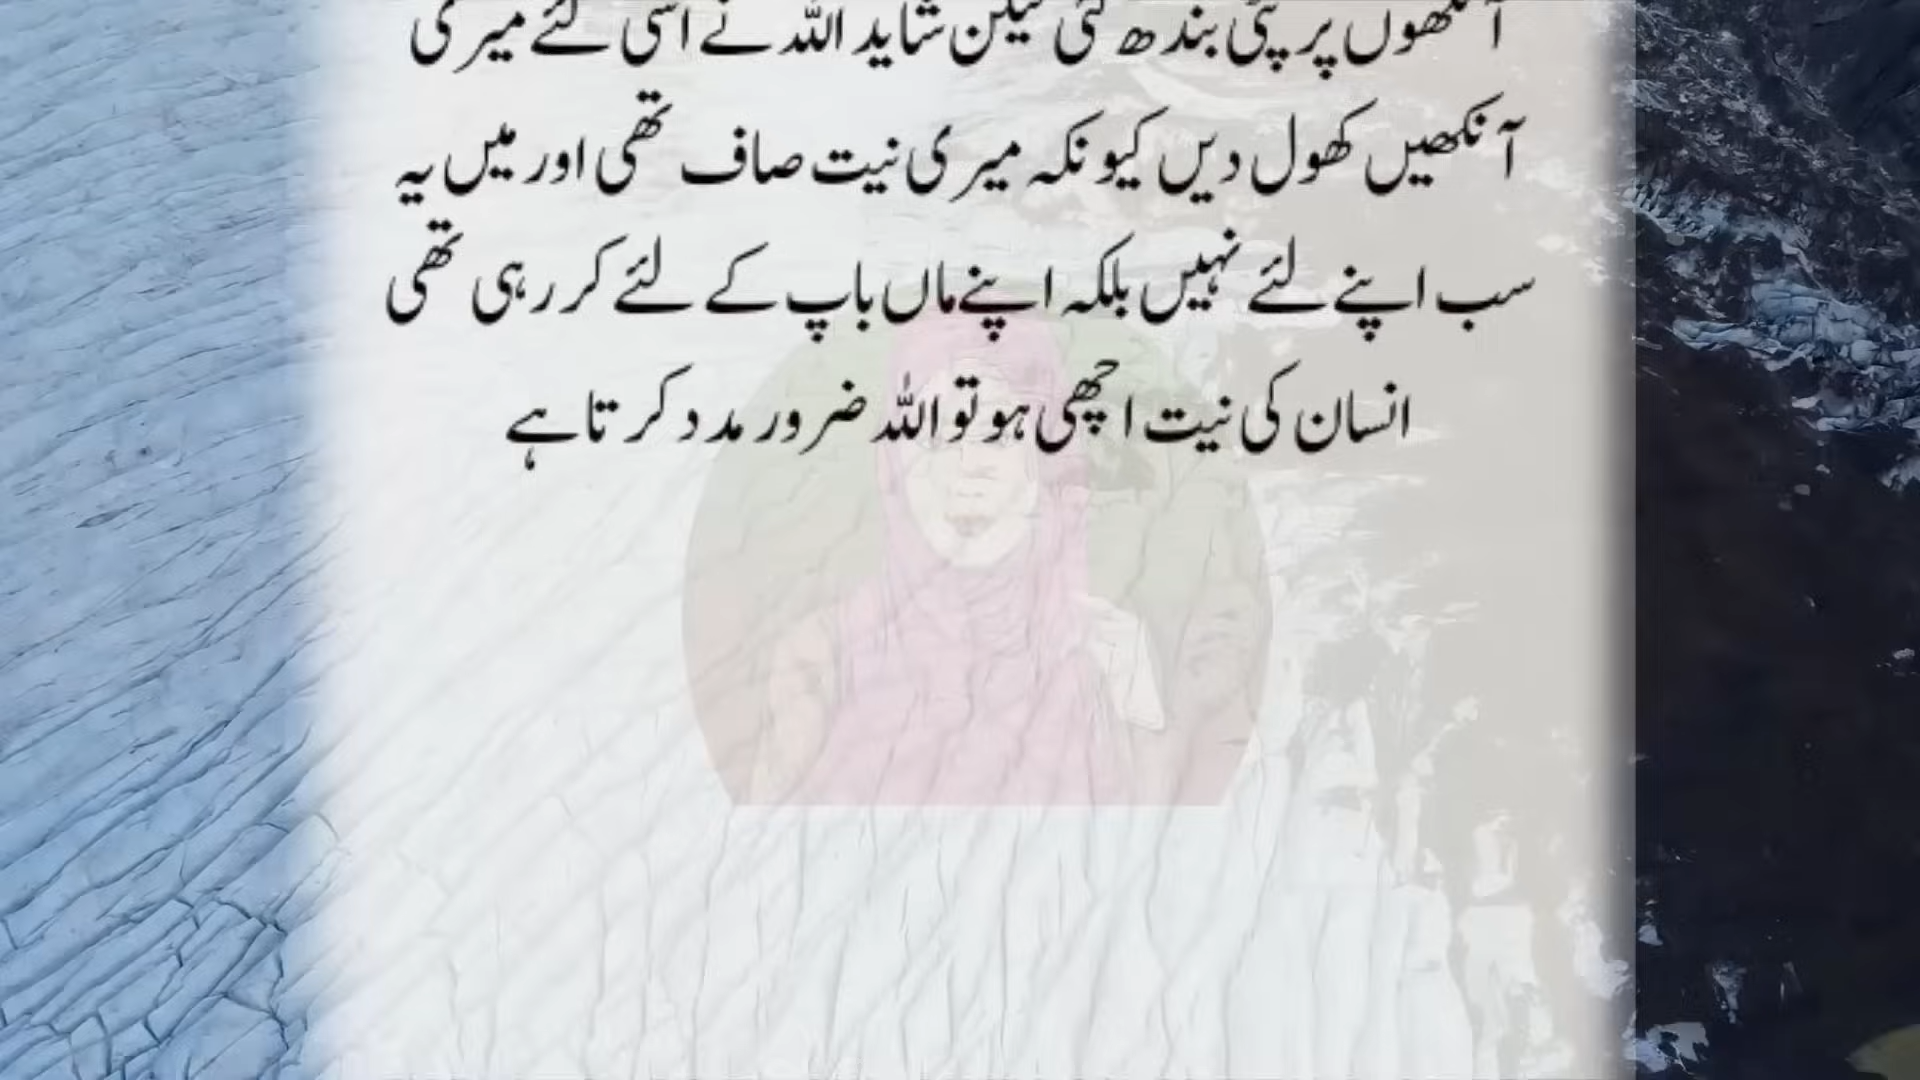 آنکھوں پر پٹی بندھ گئی لیکن شاید اللہ نے اسی لئے میری
آنکھیں کھول دیں کیونکہ میری نیت صاف تھی اور میں یہ
سب اپنے لئے نہیں بلکہ اپنے ماں باپ کے لئے کر رہی تھی
انسان کی نیت اچھی ہو تو اللہ ضرور مدد کرتا ہے